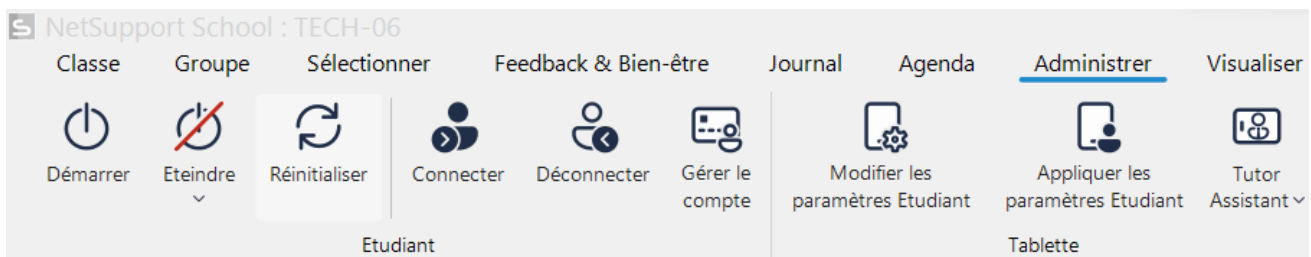 NetSupport School : TECH-06
Classe Groupe Sélectionner Feedback & Bien-être Journal Agenda Administrer Visualiser
Démarrer Eteindre Réinitialiser Connecter Déconnecter Gérer le compte Modifier les paramètres Etudiant Appliquer les paramètres Etudiant Tutor Assistant
Etudiant Tablette